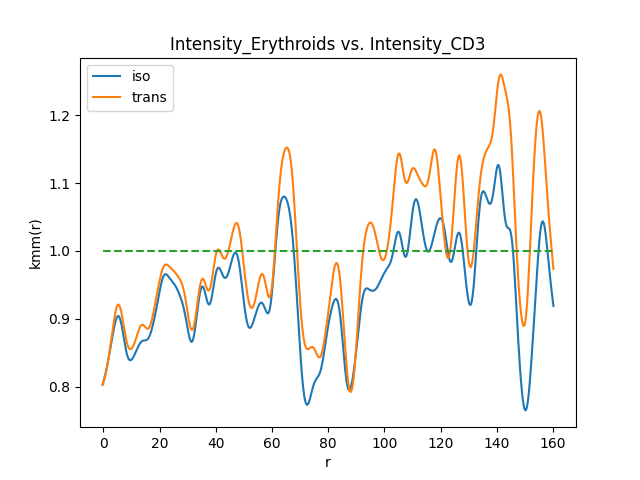 Intensity_Erythroids vs. Intensity_CD3
iso
trans
kmm(r)
1.2
1.1
1.0
0.9
0.8
0 20 40 60 80 100 120 140 160
r